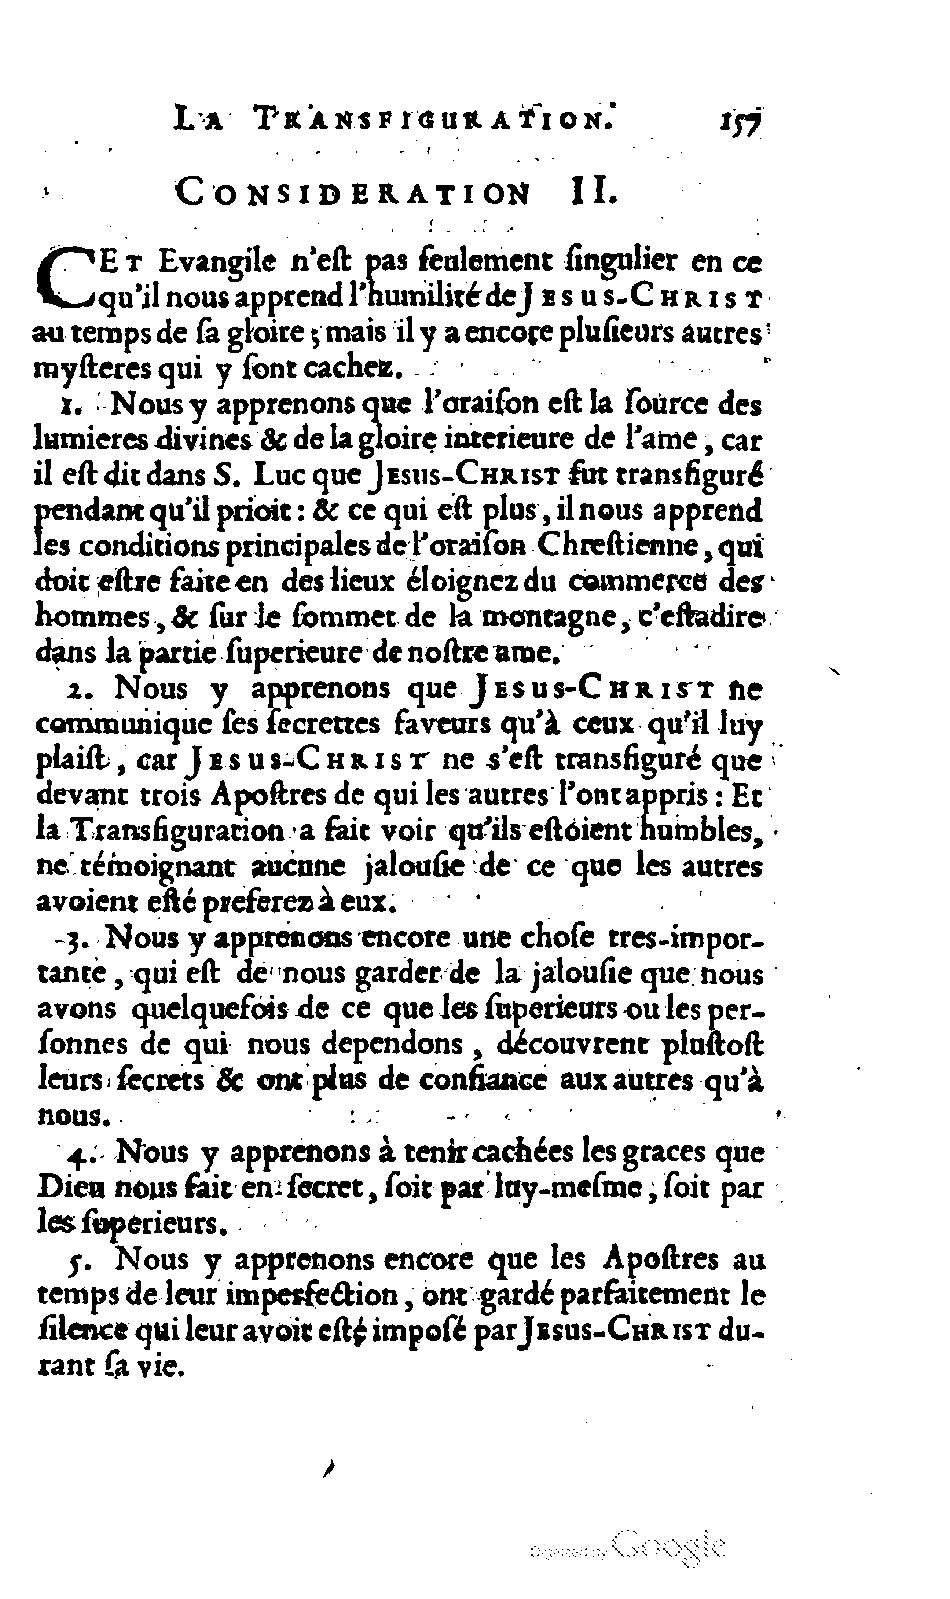 LA TRANSFIGURATION. 157
CONSIDERATION II.
CET Evangile n'eſt pas ſeulement ſingulier en ce
qu'il nous apprend l'humilité de JESUS-CHRIST
au temps de ſa gloire ; mais il y a encore pluſieurs autres
myſteres qui y ſont cachez.
1. Nous y apprenons que l'oraiſon eſt la ſource des
lumieres divines & de la gloire interieure de l'ame, car
il eſt dit dans S. Luc que JESUS-CHRIST fut transfiguré
pendant qu'il prioit : & ce qui eſt plus, il nous apprend
les conditions principales de l'oraiſon Chreſtienne, qui
doit eſtre faite en des lieux éloignez du commerce des
hommes, & ſur le ſommet de la montagne, c'eſtadire
dans la partie ſuperieure de noſtre ame.
2. Nous y apprenons que JESUS-CHRIST ne
communique ſes ſecrettes faveurs qu'à ceux qu'il luy
plaiſt, car JESUS-CHRIST ne s'eſt transfiguré que
devant trois Apoſtres de qui les autres l'ont appris : Et
la Transfiguration a fait voir qu'ils eſtoient humbles,
ne témoignant aucune jalouſie de ce que les autres
avoient eſté preferez à eux.
3. Nous y apprenons encore une choſe tres-impor-
tante, qui eſt de nous garder de la jalouſie que nous
avons quelquefois de ce que les ſuperieurs ou les per-
ſonnes de qui nous dependons, découvrent pluſtoſt
leurs ſecrets & ont plus de confiance aux autres qu'à
nous.
4. Nous y apprenons à tenir cachées les graces que
Dieu nous fait en ſecret, ſoit par luy-meſme, ſoit par
les ſuperieurs.
5. Nous y apprenons encore que les Apoſtres au
temps de leur imperfection, ont gardé parfaitement le
ſilence qui leur avoit eſté impoſé par JESUS-CHRIST du-
rant ſa vie.
Digitized by Google